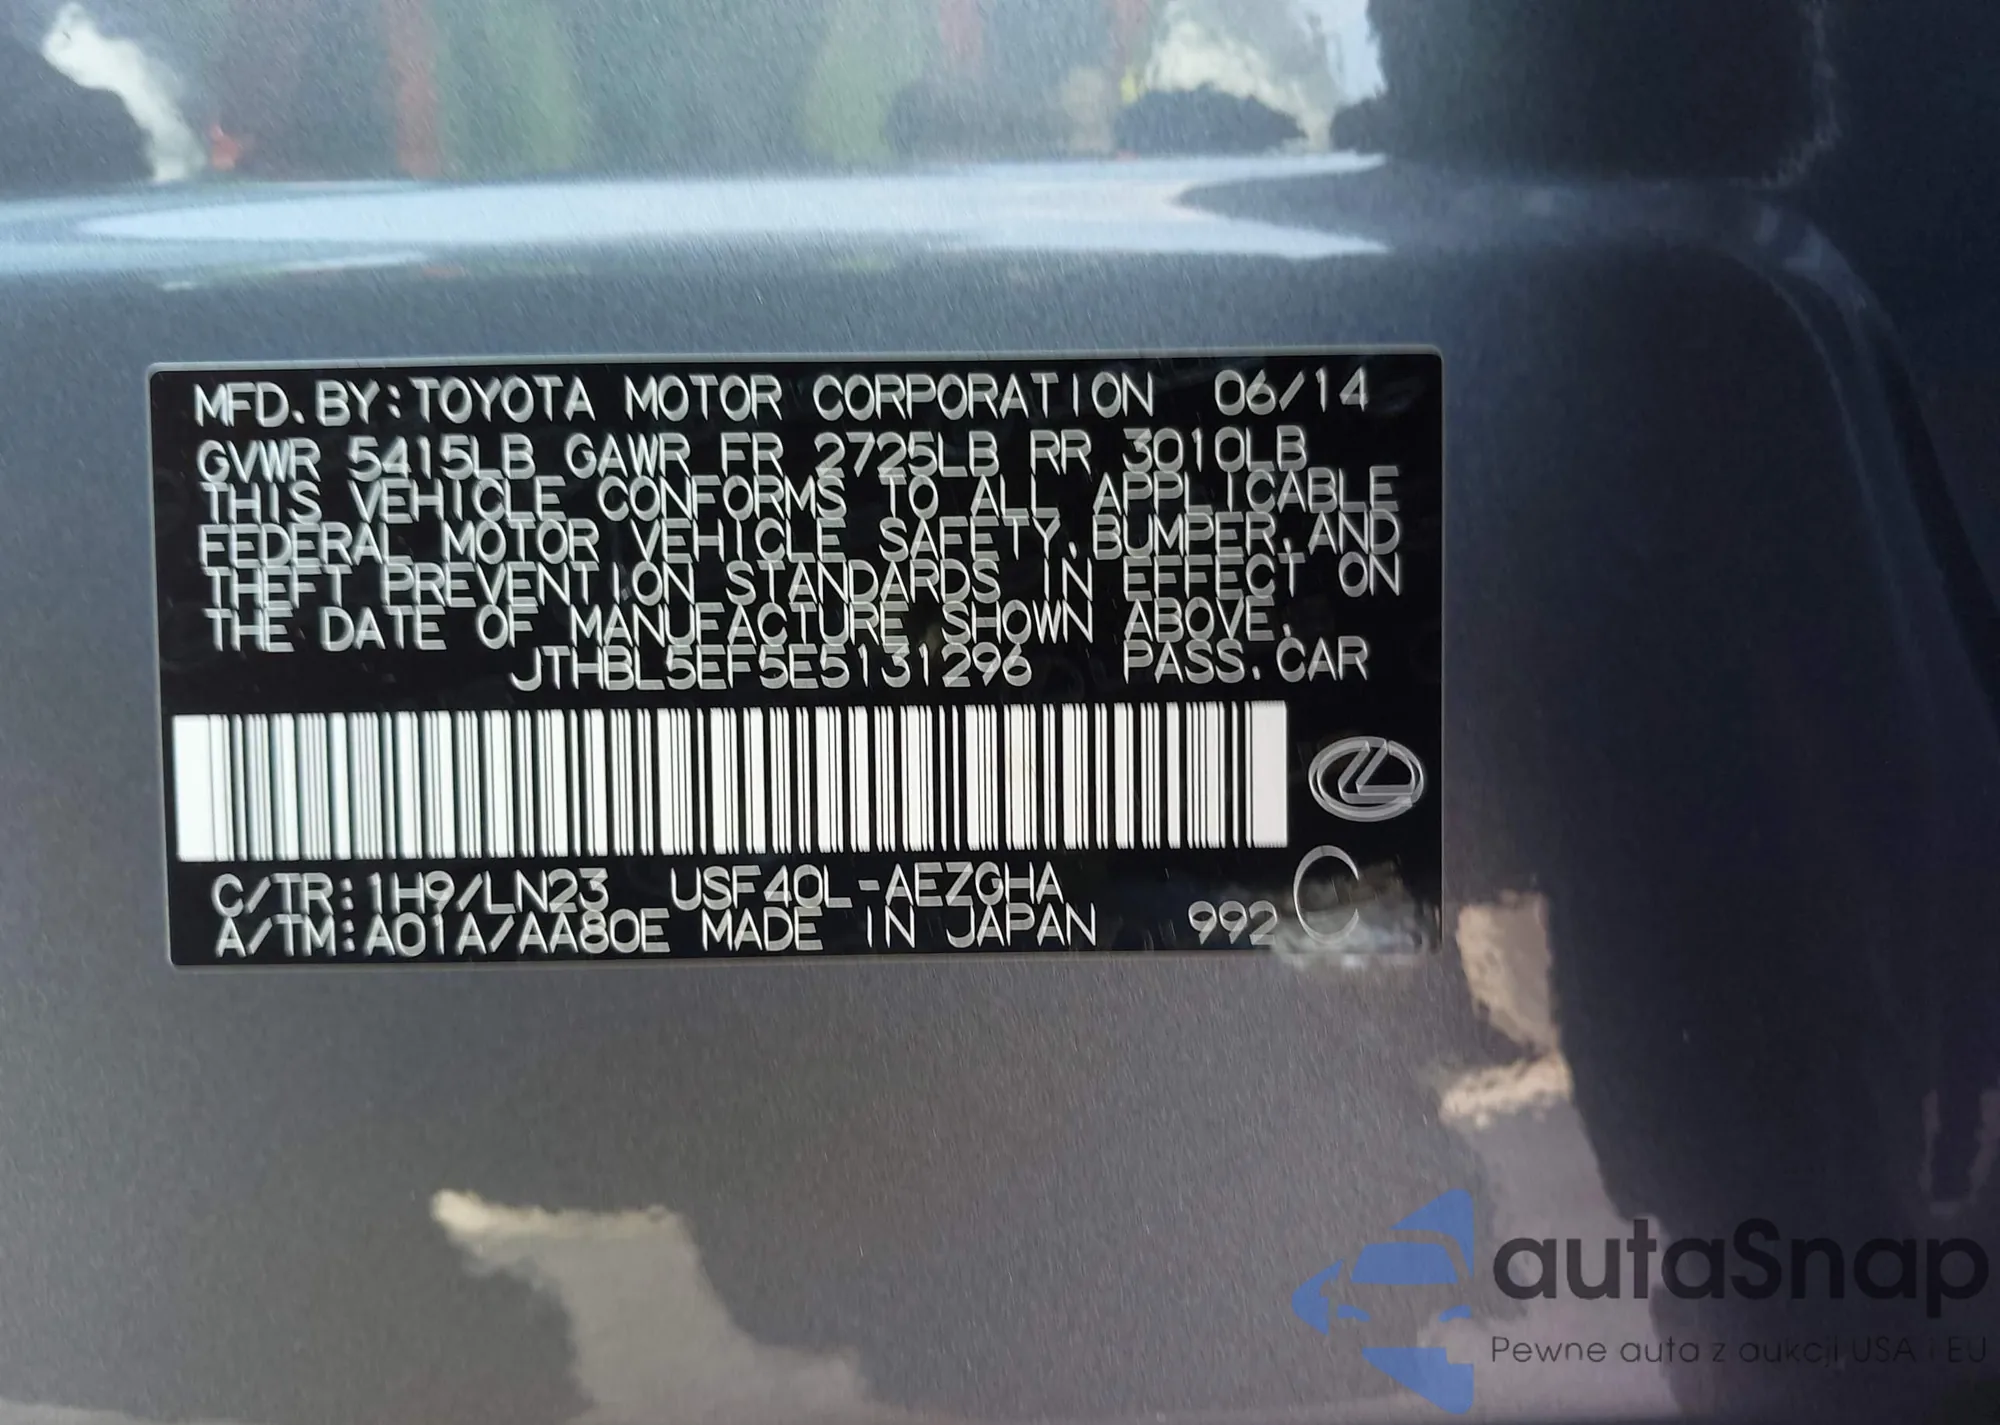 MFD. BY: TOYOTA MOTOR CORPORATION 06/14
GVWR 5415LB GAWR FR 2725LB RR 3010LB
THIS VEHICLE CONFORMS TO ALL APPLICABLE
FEDERAL MOTOR VEHICLE SAFETY, BUMPER, AND
THEFT PREVENTION STANDARDS IN EFFECT ON
THE DATE OF MANUFACTURE SHOWN ABOVE.
JTHBL5EF5E5131296 PASS. CAR
C/TR: 1H9/LN23 USF40L-AEZGHA
A/TM: A01A/AA80E MADE IN JAPAN 992 C
autaSnap
Pewne auta z aukcji USA i EU